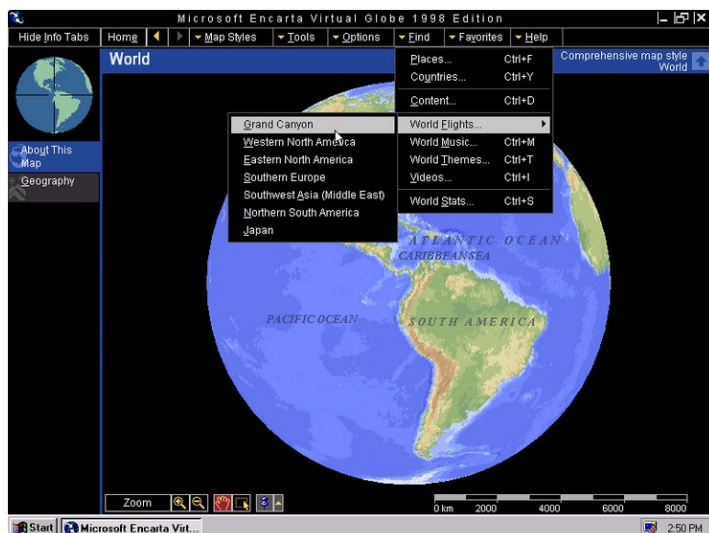 Microsoft Encarta Virtual Globe 1998 Edition
Hide Info Tabs Home Map Styles Tools Options Find Favorites Help
World
Comprehensive map style
World
Places... Ctrl+F
Countries... Ctrl+Y
Content... Ctrl+D
World Flights...
World Music... Ctrl+M
World Themes... Ctrl+T
Videos... Ctrl+I
World Stats... Ctrl+S
Grand Canyon
Western North America
Eastern North America
Southern Europe
Southwest Asia (Middle East)
Northern South America
Japan
About This
Map
Geography
ATLANTIC OCEAN
CARIBBEAN SEA
PACIFIC OCEAN
SOUTH AMERICA
Zoom
0 km 2000 4000 6000 8000
Start Microsoft Encarta Virt... 2:50 PM